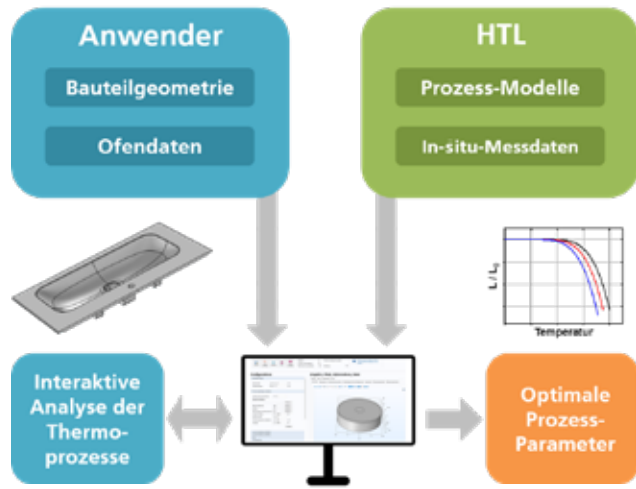 Anwender
Bauteilgeometrie
Ofendaten
HTL
Prozess-Modelle
In-situ-Messdaten
L / L₀
Temperatur
Interaktive
Analyse der
Thermo-
prozesse
Optimale
Prozess-
Parameter